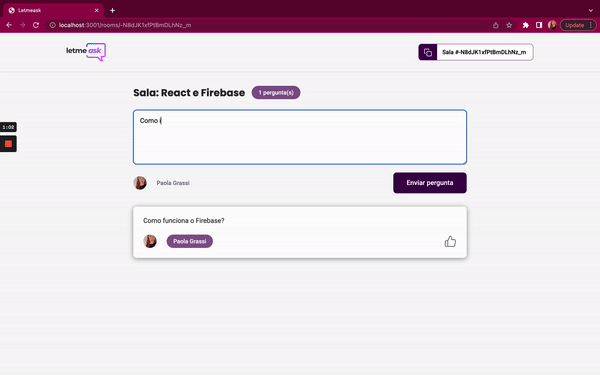 Letmeask
Update
localhost:3001/rooms/-N8dJK1xfPtBmDLhNz_m
letmeask
Sala #-N8dJK1xfPtBmDLhNz_m
Sala: React e Firebase
1 pergunta(s)
Como i
1:02
Paola Grassi
Enviar pergunta
Como funciona o Firebase?
Paola Grassi